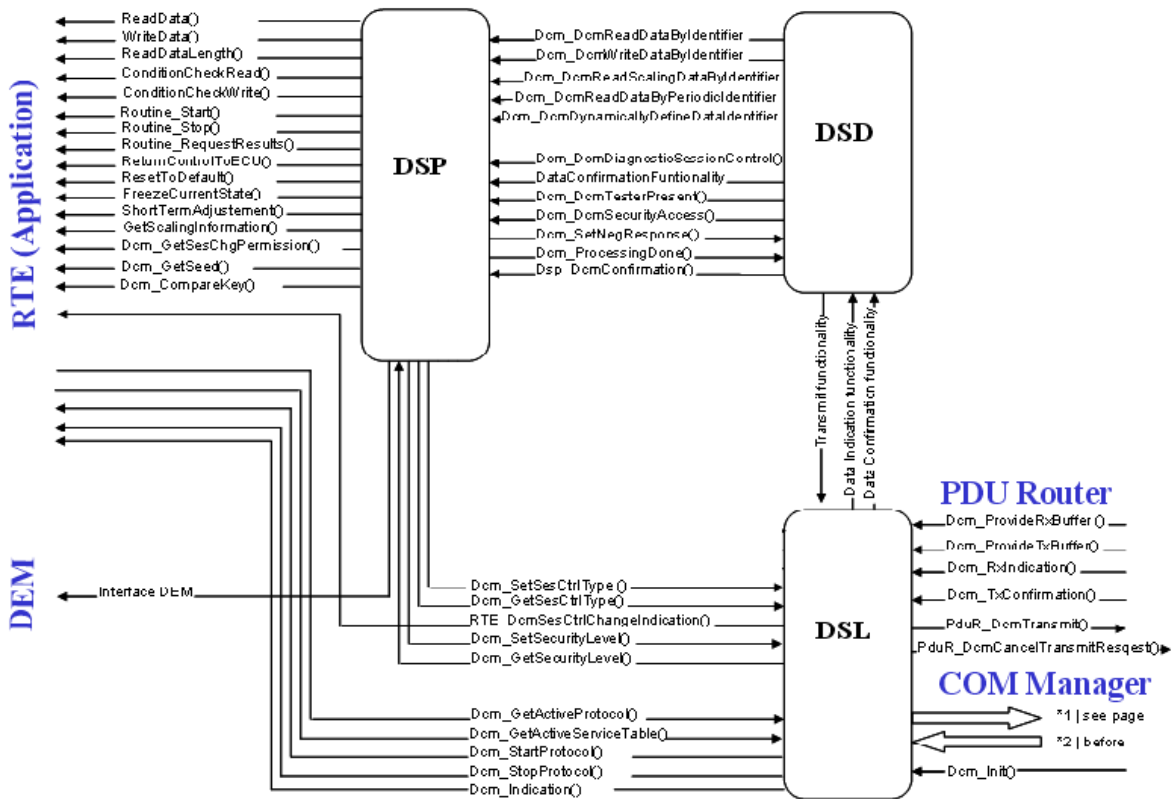 ReadData()
WriteData()
ReadDataLength()
ConditionCheckRead()
ConditionCheckWrite()
Routine_Start()
Routine_Stop()
Routine_RequestResults()
ReturnControlToECU()
ResetToDefault()
FreezeCurrentState()
ShortTermAdjustement()
GetScalingInformation()
Dcm_GetSesChgPermission()
Dcm_GetSeed()
Dcm_CompareKey()
RTE (Application)
DEM
DSP
Dcm_DcmReadDataByIdentifier
Dcm_DcmWriteDataByIdentifier
Dcm_DcmReadScalingDataByIdentifier
Dcm_DcmReadDataByPeriodicIdentifier
Dcm_DcmDynamicallyDefineDataIdentifier
Dcm_DcmDiagnosticSessionControl()
DataConfirmationFuntionality
Dcm_DcmTesterPresent()
Dcm_DcmSecurityAccess()
Dcm_SetNegResponse()
Dcm_ProcessingDone()
Dsp_DcmConfirmation()
DSD
Transmit functionality
Data Indication functionality
Data Confirmation functionality
Interface DEM
Dcm_SetSesCtrlType()
Dcm_GetSesCtrlType()
RTE_DcmSesCtrlChangeIndication()
Dcm_SetSecurityLevel()
Dcm_GetSecurityLevel()
Dcm_GetActiveProtocol()
Dcm_GetActiveServiceTable()
Dcm_StartProtocol()
Dcm_StopProtocol()
Dcm_Indication()
DSL
PDU Router
Dcm_ProvideRxBuffer()
Dcm_ProvideTxBuffer()
Dcm_RxIndication()
Dcm_TxConfirmation()
PduR_DcmTransmit()
PduR_DcmCancelTransmitResqest()
COM Manager
*1 | see page
*2 | before
Dcm_Init()